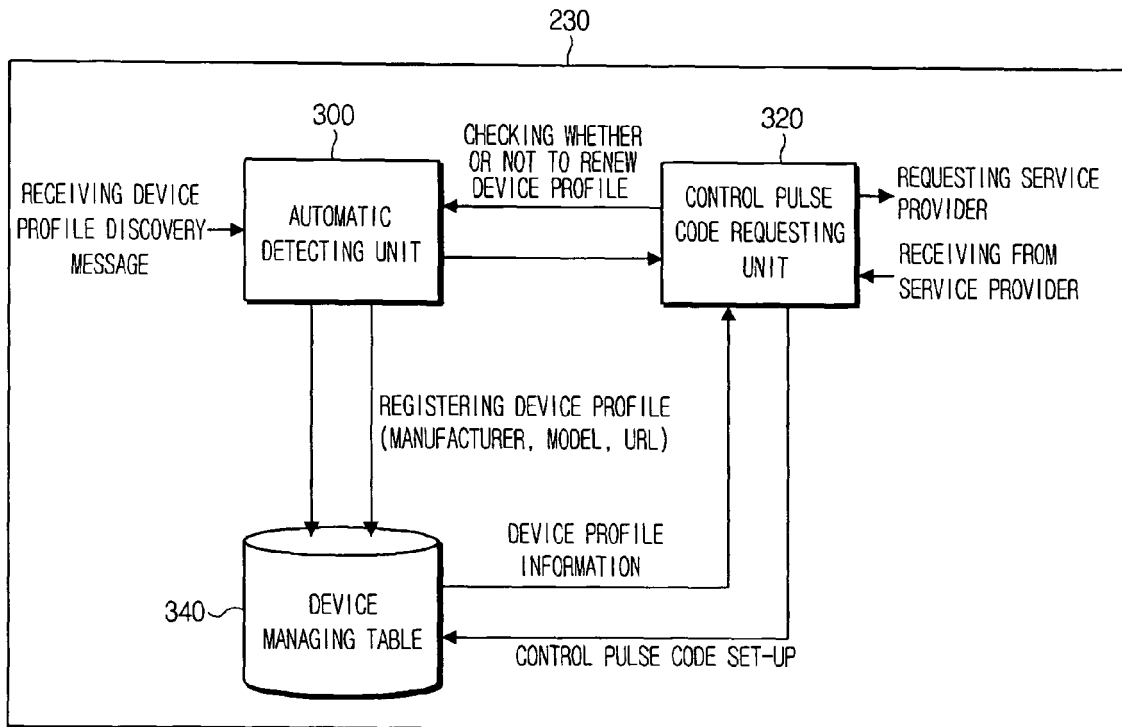 230
300
CHECKING WHETHER
OR NOT TO RENEW
DEVICE PROFILE
320
RECEIVING DEVICE
PROFILE DISCOVERY
MESSAGE
AUTOMATIC
DETECTING UNIT
CONTROL PULSE
CODE REQUESTING
UNIT
REQUESTING SERVICE
PROVIDER
RECEIVING FROM
SERVICE PROVIDER
REGISTERING DEVICE PROFILE
(MANUFACTURER, MODEL, URL)
DEVICE PROFILE
INFORMATION
340
DEVICE
MANAGING TABLE
CONTROL PULSE CODE SET-UP